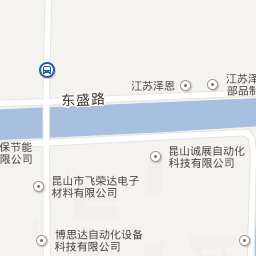 江苏泽恩
江苏泽
部品制
东盛路
保节能
有限公司
昆山诚展自动化
科技有限公司
昆山市飞荣达电子
材料有限公司
博思达自动化设备
科技有限公司